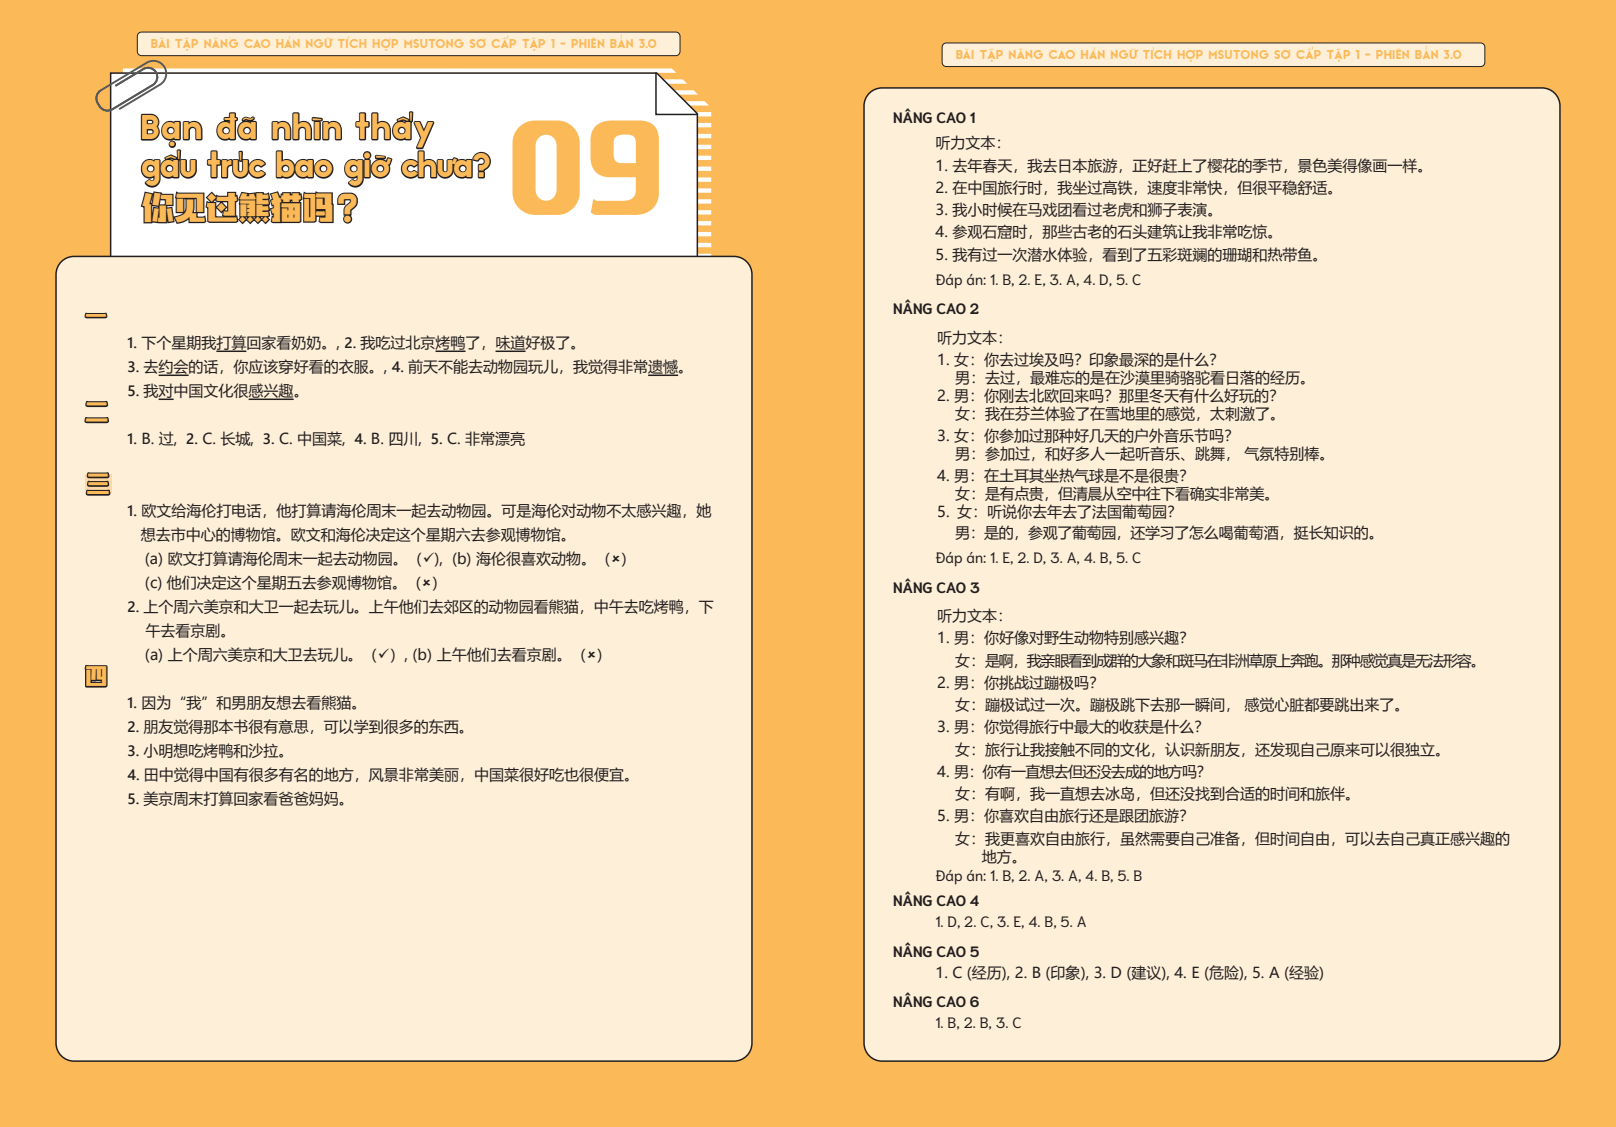 BÀI TẬP NÂNG CAO HÁN NGỮ TÍCH HỢP MSUTONG SƠ CẤP TẬP 1 - PHIÊN BẢN 3.0
Bạn đã nhìn thấy
gấu trúc bao giờ chưa?
你见过熊猫吗?
09
一
1. 下个星期我打算回家看奶奶。, 2. 我吃过北京烤鸭了，味道好极了。
3. 去约会的话，你应该穿好看的衣服。, 4. 前天不能去动物园玩儿，我觉得非常遗憾。
5. 我对中国文化很感兴趣。
二
1. B. 过, 2. C. 长城, 3. C. 中国菜, 4. B. 四川, 5. C. 非常漂亮
三
1. 欧文给海伦打电话，他打算请海伦周末一起去动物园。可是海伦对动物不太感兴趣，她
想去市中心的博物馆。欧文和海伦决定这个星期六去参观博物馆。
(a) 欧文打算请海伦周末一起去动物园。（✓), (b) 海伦很喜欢动物。（×）
(c) 他们决定这个星期五去参观博物馆。（×）
2. 上个周六美京和大卫一起去玩儿。上午他们去郊区的动物园看熊猫，中午去吃烤鸭，下
午去看京剧。
(a) 上个周六美京和大卫去玩儿。（✓）, (b) 上午他们去看京剧。（×）
四
1. 因为“我”和男朋友想去看熊猫。
2. 朋友觉得那本书很有意思，可以学到很多的东西。
3. 小明想吃烤鸭和沙拉。
4. 田中觉得中国有很多有名的地方，风景非常美丽，中国菜很好吃也很便宜。
5. 美京周末打算回家看爸爸妈妈。
BÀI TẬP NÂNG CAO HÁN NGỮ TÍCH HỢP MSUTONG SƠ CẤP TẬP 1 - PHIÊN BẢN 3.0
NÂNG CAO 1
听力文本：
1. 去年春天，我去日本旅游，正好赶上了樱花的季节，景色美得像画一样。
2. 在中国旅行时，我坐过高铁，速度非常快，但很平稳舒适。
3. 我小时候在马戏团看过老虎和狮子表演。
4. 参观石窟时，那些古老的石头建筑让我非常吃惊。
5. 我有过一次潜水体验，看到了五彩斑斓的珊瑚和热带鱼。
Đáp án: 1. B, 2. E, 3. A, 4. D, 5. C
NÂNG CAO 2
听力文本：
1. 女：你去过埃及吗？印象最深的是什么？
男：去过，最难忘的是在沙漠里骑骆驼看日落的经历。
2. 男：你刚去北欧回来吗？那里冬天有什么好玩的？
女：我在芬兰体验了在雪地里的感觉，太刺激了。
3. 女：你参加过那种好几天的户外音乐节吗？
男：参加过，和好多人一起听音乐、跳舞， 气氛特别棒。
4. 男：在土耳其坐热气球是不是很贵？
女：是有点贵，但清晨从空中往下看确实非常美。
5. 女：听说你去年去了法国葡萄园？
男：是的，参观了葡萄园，还学习了怎么喝葡萄酒，挺长知识的。
Đáp án: 1. E, 2. D, 3. A, 4. B, 5. C
NÂNG CAO 3
听力文本：
1. 男：你好像对野生动物特别感兴趣？
女：是啊，我亲眼看到成群的大象和斑马在非洲草原上奔跑。那种感觉真是无法形容。
2. 男：你挑战过蹦极吗？
女：蹦极试过一次。蹦极跳下去那一瞬间， 感觉心脏都要跳出来了。
3. 男：你觉得旅行中最大的收获是什么？
女：旅行让我接触不同的文化，认识新朋友，还发现自己原来可以很独立。
4. 男：你有一直想去但还没去成的地方吗？
女：有啊，我一直想去冰岛，但还没找到合适的时间和旅伴。
5. 男：你喜欢自由旅行还是跟团旅游？
女：我更喜欢自由旅行，虽然需要自己准备，但时间自由，可以去自己真正感兴趣的
地方。
Đáp án: 1. B, 2. A, 3. A, 4. B, 5. B
NÂNG CAO 4
1. D, 2. C, 3. E, 4. B, 5. A
NÂNG CAO 5
1. C (经历), 2. B (印象), 3. D (建议), 4. E (危险), 5. A (经验)
NÂNG CAO 6
1. B, 2. B, 3. C